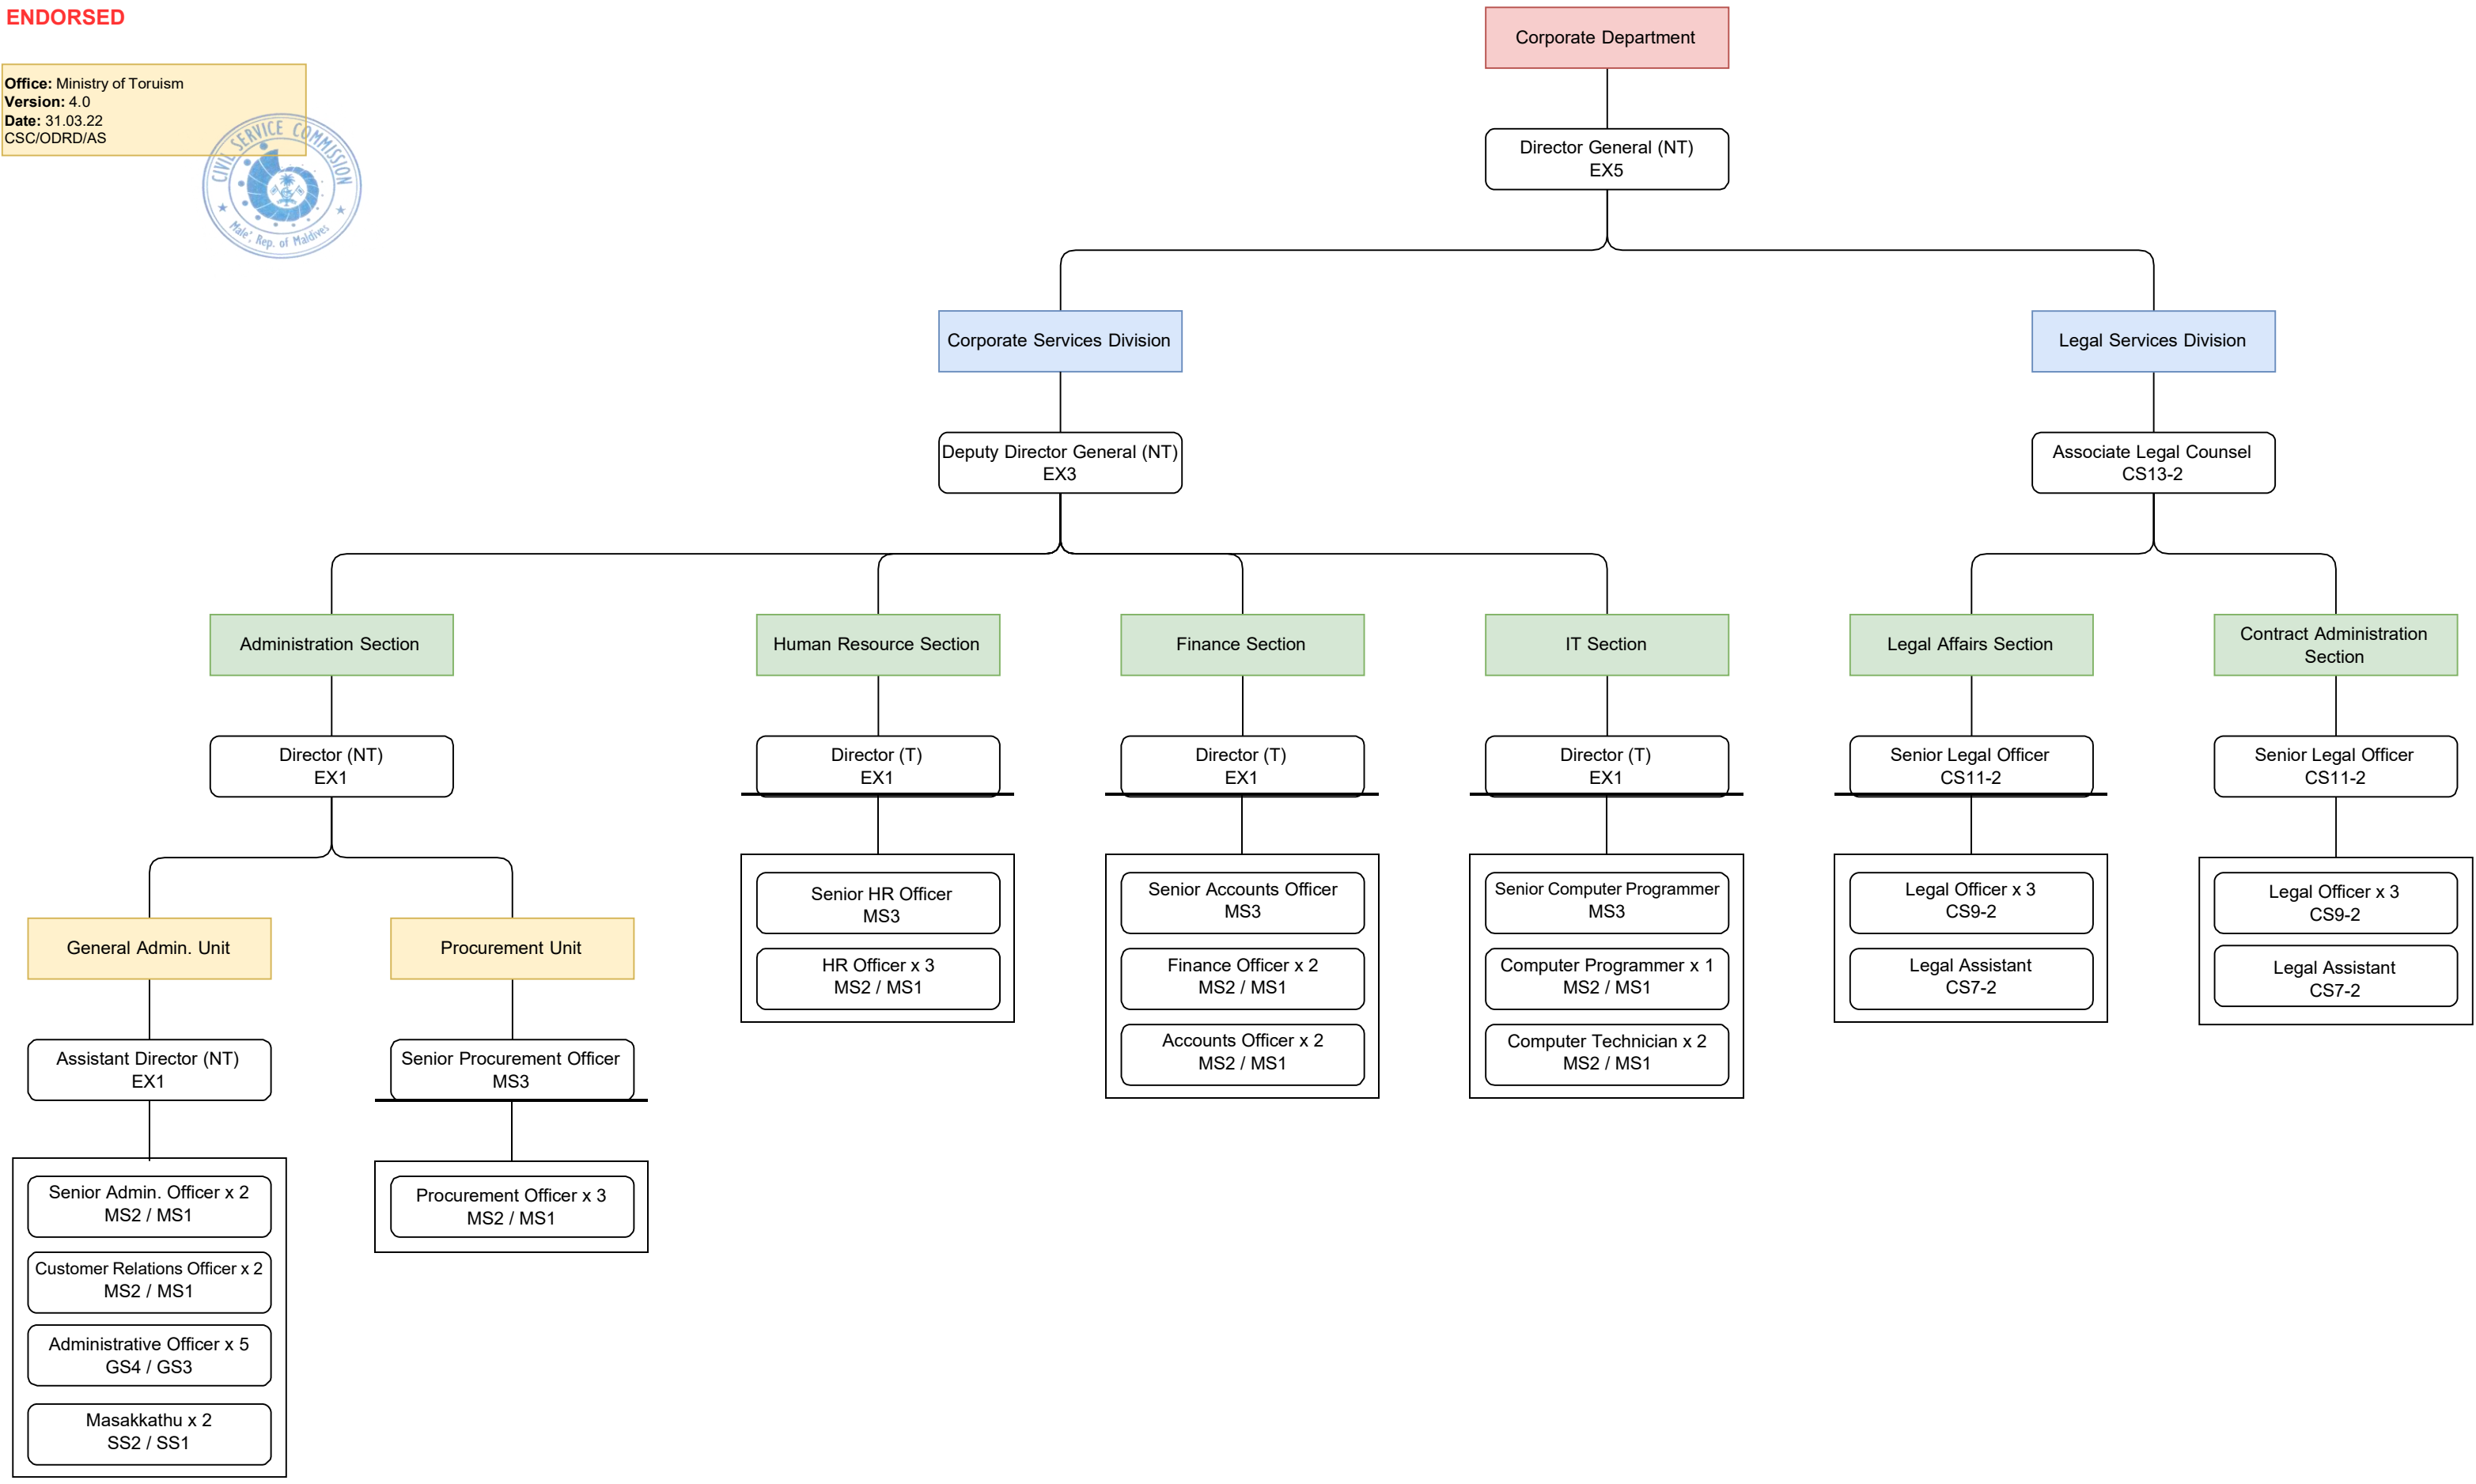 ENDORSED
Office: Ministry of Toruism
Version: 4.0
Date: 31.03.22
CSC/ODRD/AS
CIVIL SERVICE COMMISSION
Male', Rep. of Maldives
Corporate Department
Director General (NT)
EX5
Corporate Services Division
Legal Services Division
Deputy Director General (NT)
EX3
Associate Legal Counsel
CS13-2
Administration Section
Human Resource Section
Finance Section
IT Section
Legal Affairs Section
Contract Administration
Section
Director (NT)
EX1
Director (T)
EX1
Director (T)
EX1
Director (T)
EX1
Senior Legal Officer
CS11-2
Senior Legal Officer
CS11-2
General Admin. Unit
Procurement Unit
Senior HR Officer
MS3
HR Officer x 3
MS2 / MS1
Senior Accounts Officer
MS3
Finance Officer x 2
MS2 / MS1
Accounts Officer x 2
MS2 / MS1
Senior Computer Programmer
MS3
Computer Programmer x 1
MS2 / MS1
Computer Technician x 2
MS2 / MS1
Legal Officer x 3
CS9-2
Legal Assistant
CS7-2
Legal Officer x 3
CS9-2
Legal Assistant
CS7-2
Assistant Director (NT)
EX1
Senior Procurement Officer
MS3
Senior Admin. Officer x 2
MS2 / MS1
Customer Relations Officer x 2
MS2 / MS1
Administrative Officer x 5
GS4 / GS3
Masakkathu x 2
SS2 / SS1
Procurement Officer x 3
MS2 / MS1